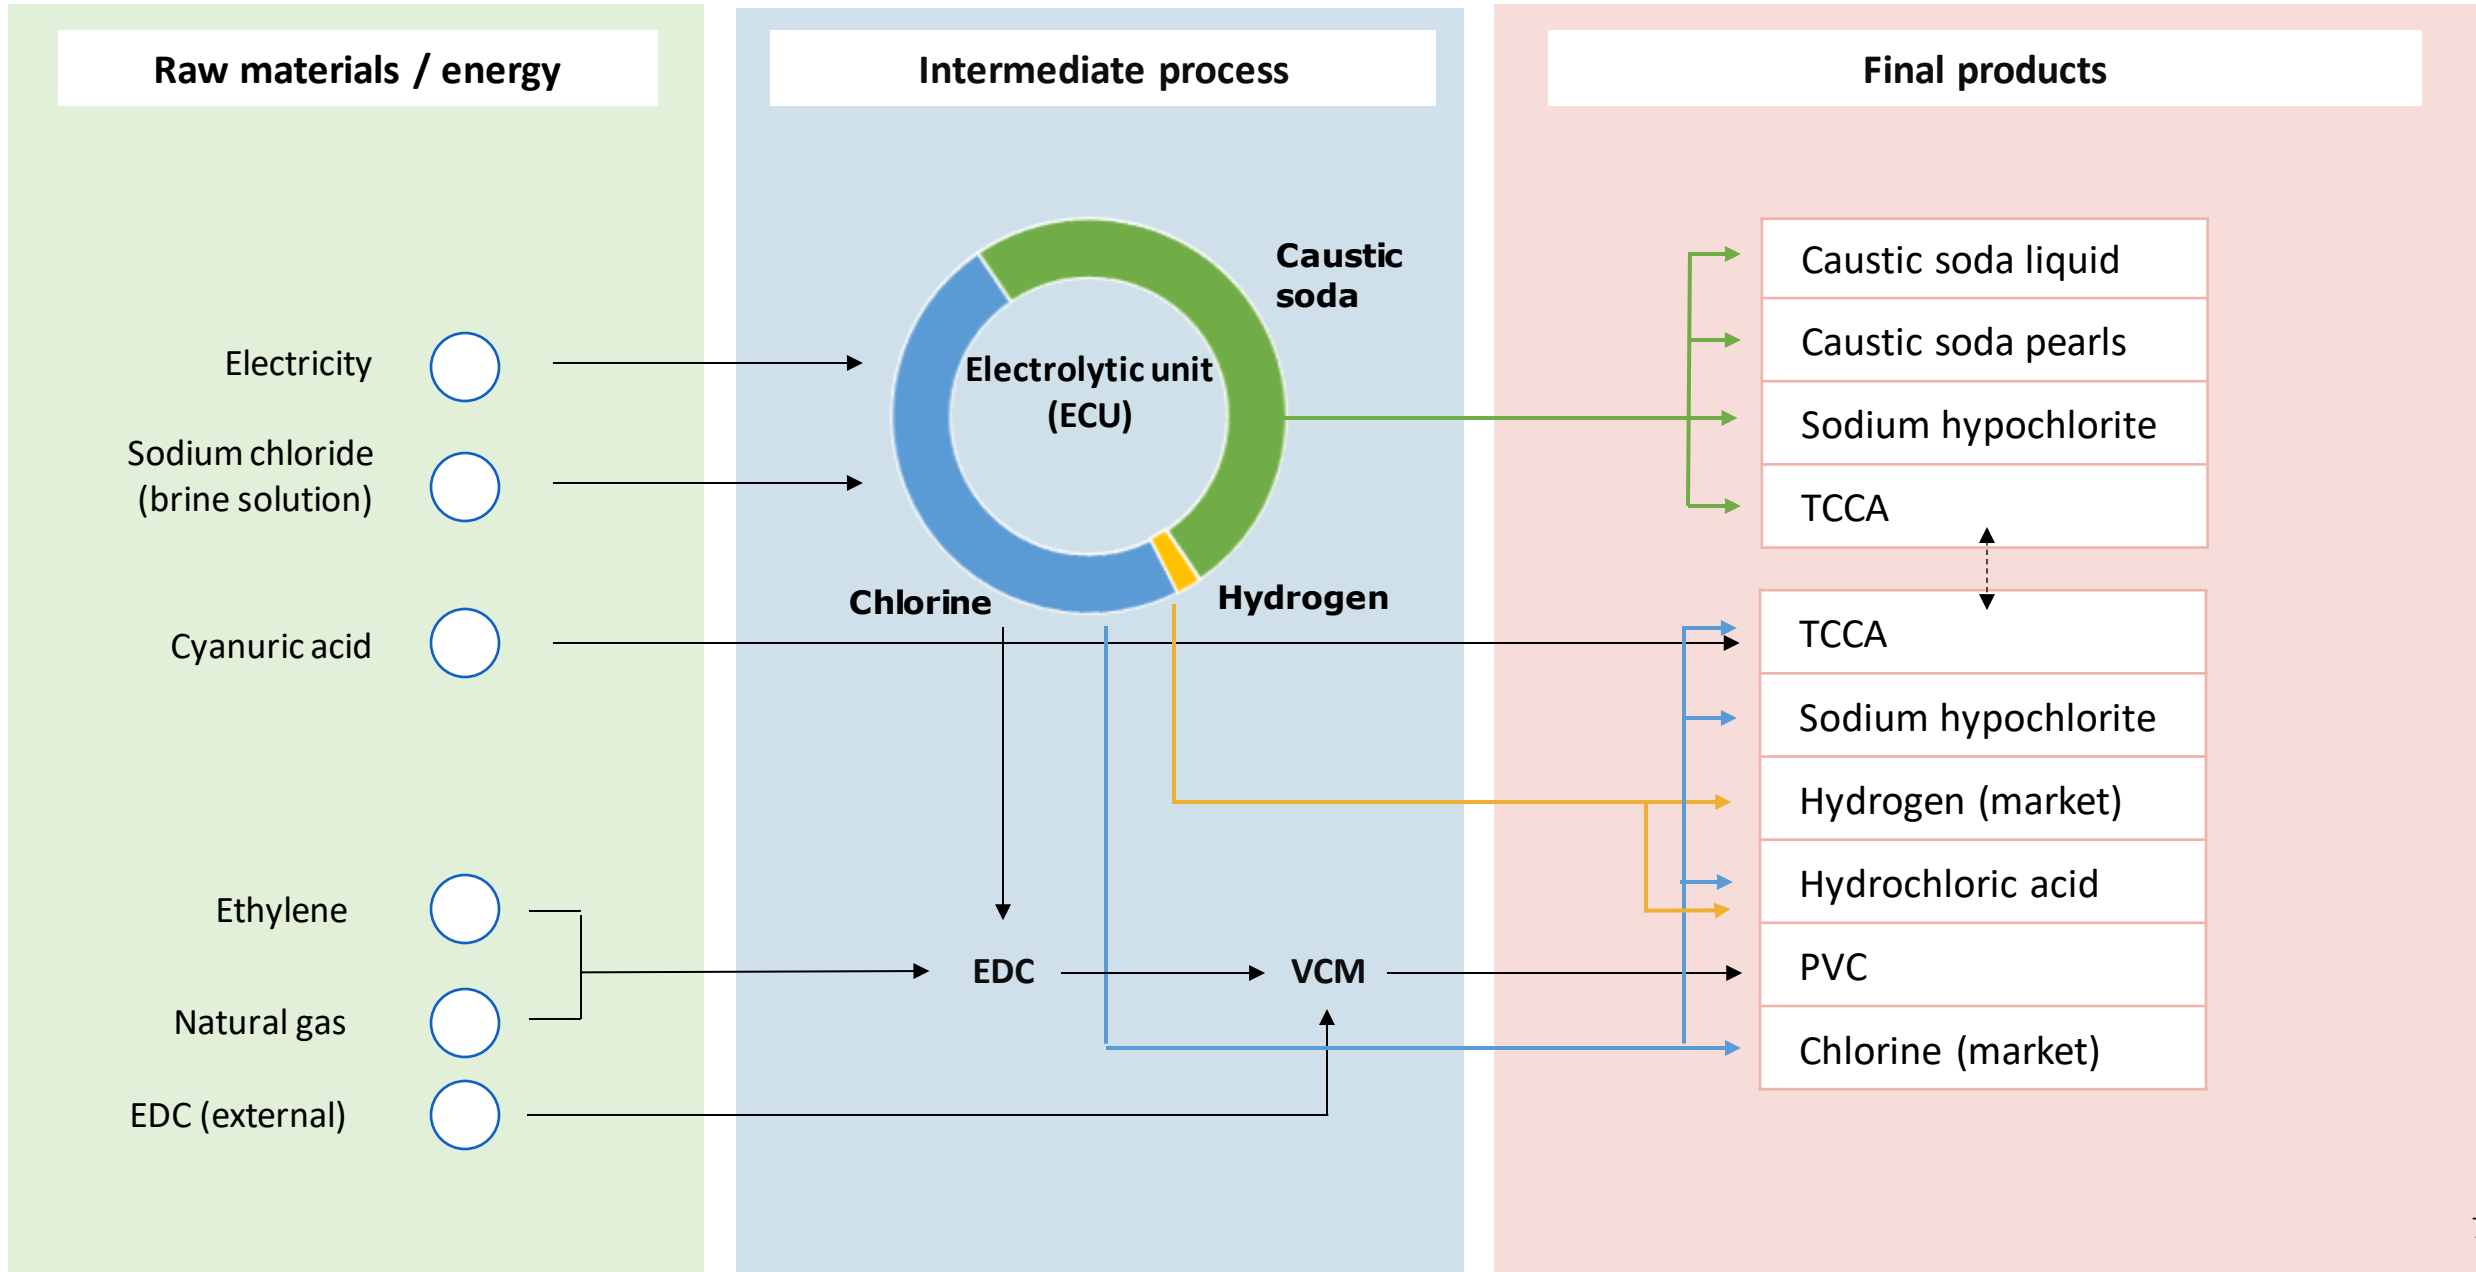 Raw materials / energy
Intermediate process
Final products
Electricity
Sodium chloride
(brine solution)
Cyanuric acid
Ethylene
Natural gas
EDC (external)
Caustic
soda
Electrolytic unit
(ECU)
Chlorine
Hydrogen
EDC
VCM
Caustic soda liquid
Caustic soda pearls
Sodium hypochlorite
TCCA
TCCA
Sodium hypochlorite
Hydrogen (market)
Hydrochloric acid
PVC
Chlorine (market)